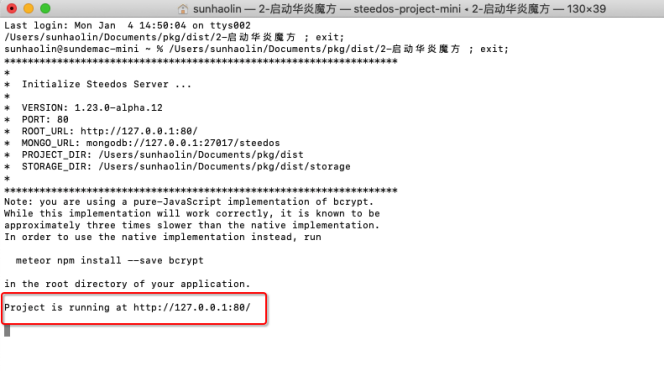 sunhaolin — 2-启动华炎魔方 — steedos-project-mini ◂ 2-启动华炎魔方 — 130×39
Last login: Mon Jan  4 14:50:04 on ttys002
/Users/sunhaolin/Documents/pkg/dist/2-启动华炎魔方 ; exit;
sunhaolin@sundemac-mini ~ % /Users/sunhaolin/Documents/pkg/dist/2-启动华炎魔方 ; exit;
******************************************************************
*
*  Initialize Steedos Server ...
*
*  VERSION: 1.23.0-alpha.12
*  PORT: 80
*  ROOT_URL: http://127.0.0.1:80/
*  MONGO_URL: mongodb://127.0.0.1:27017/steedos
*  PROJECT_DIR: /Users/sunhaolin/Documents/pkg/dist
*  STORAGE_DIR: /Users/sunhaolin/Documents/pkg/dist/storage
*
******************************************************************
Note: you are using a pure-JavaScript implementation of bcrypt.
While this implementation will work correctly, it is known to be
approximately three times slower than the native implementation.
In order to use the native implementation instead, run

  meteor npm install --save bcrypt

in the root directory of your application.

Project is running at http://127.0.0.1:80/